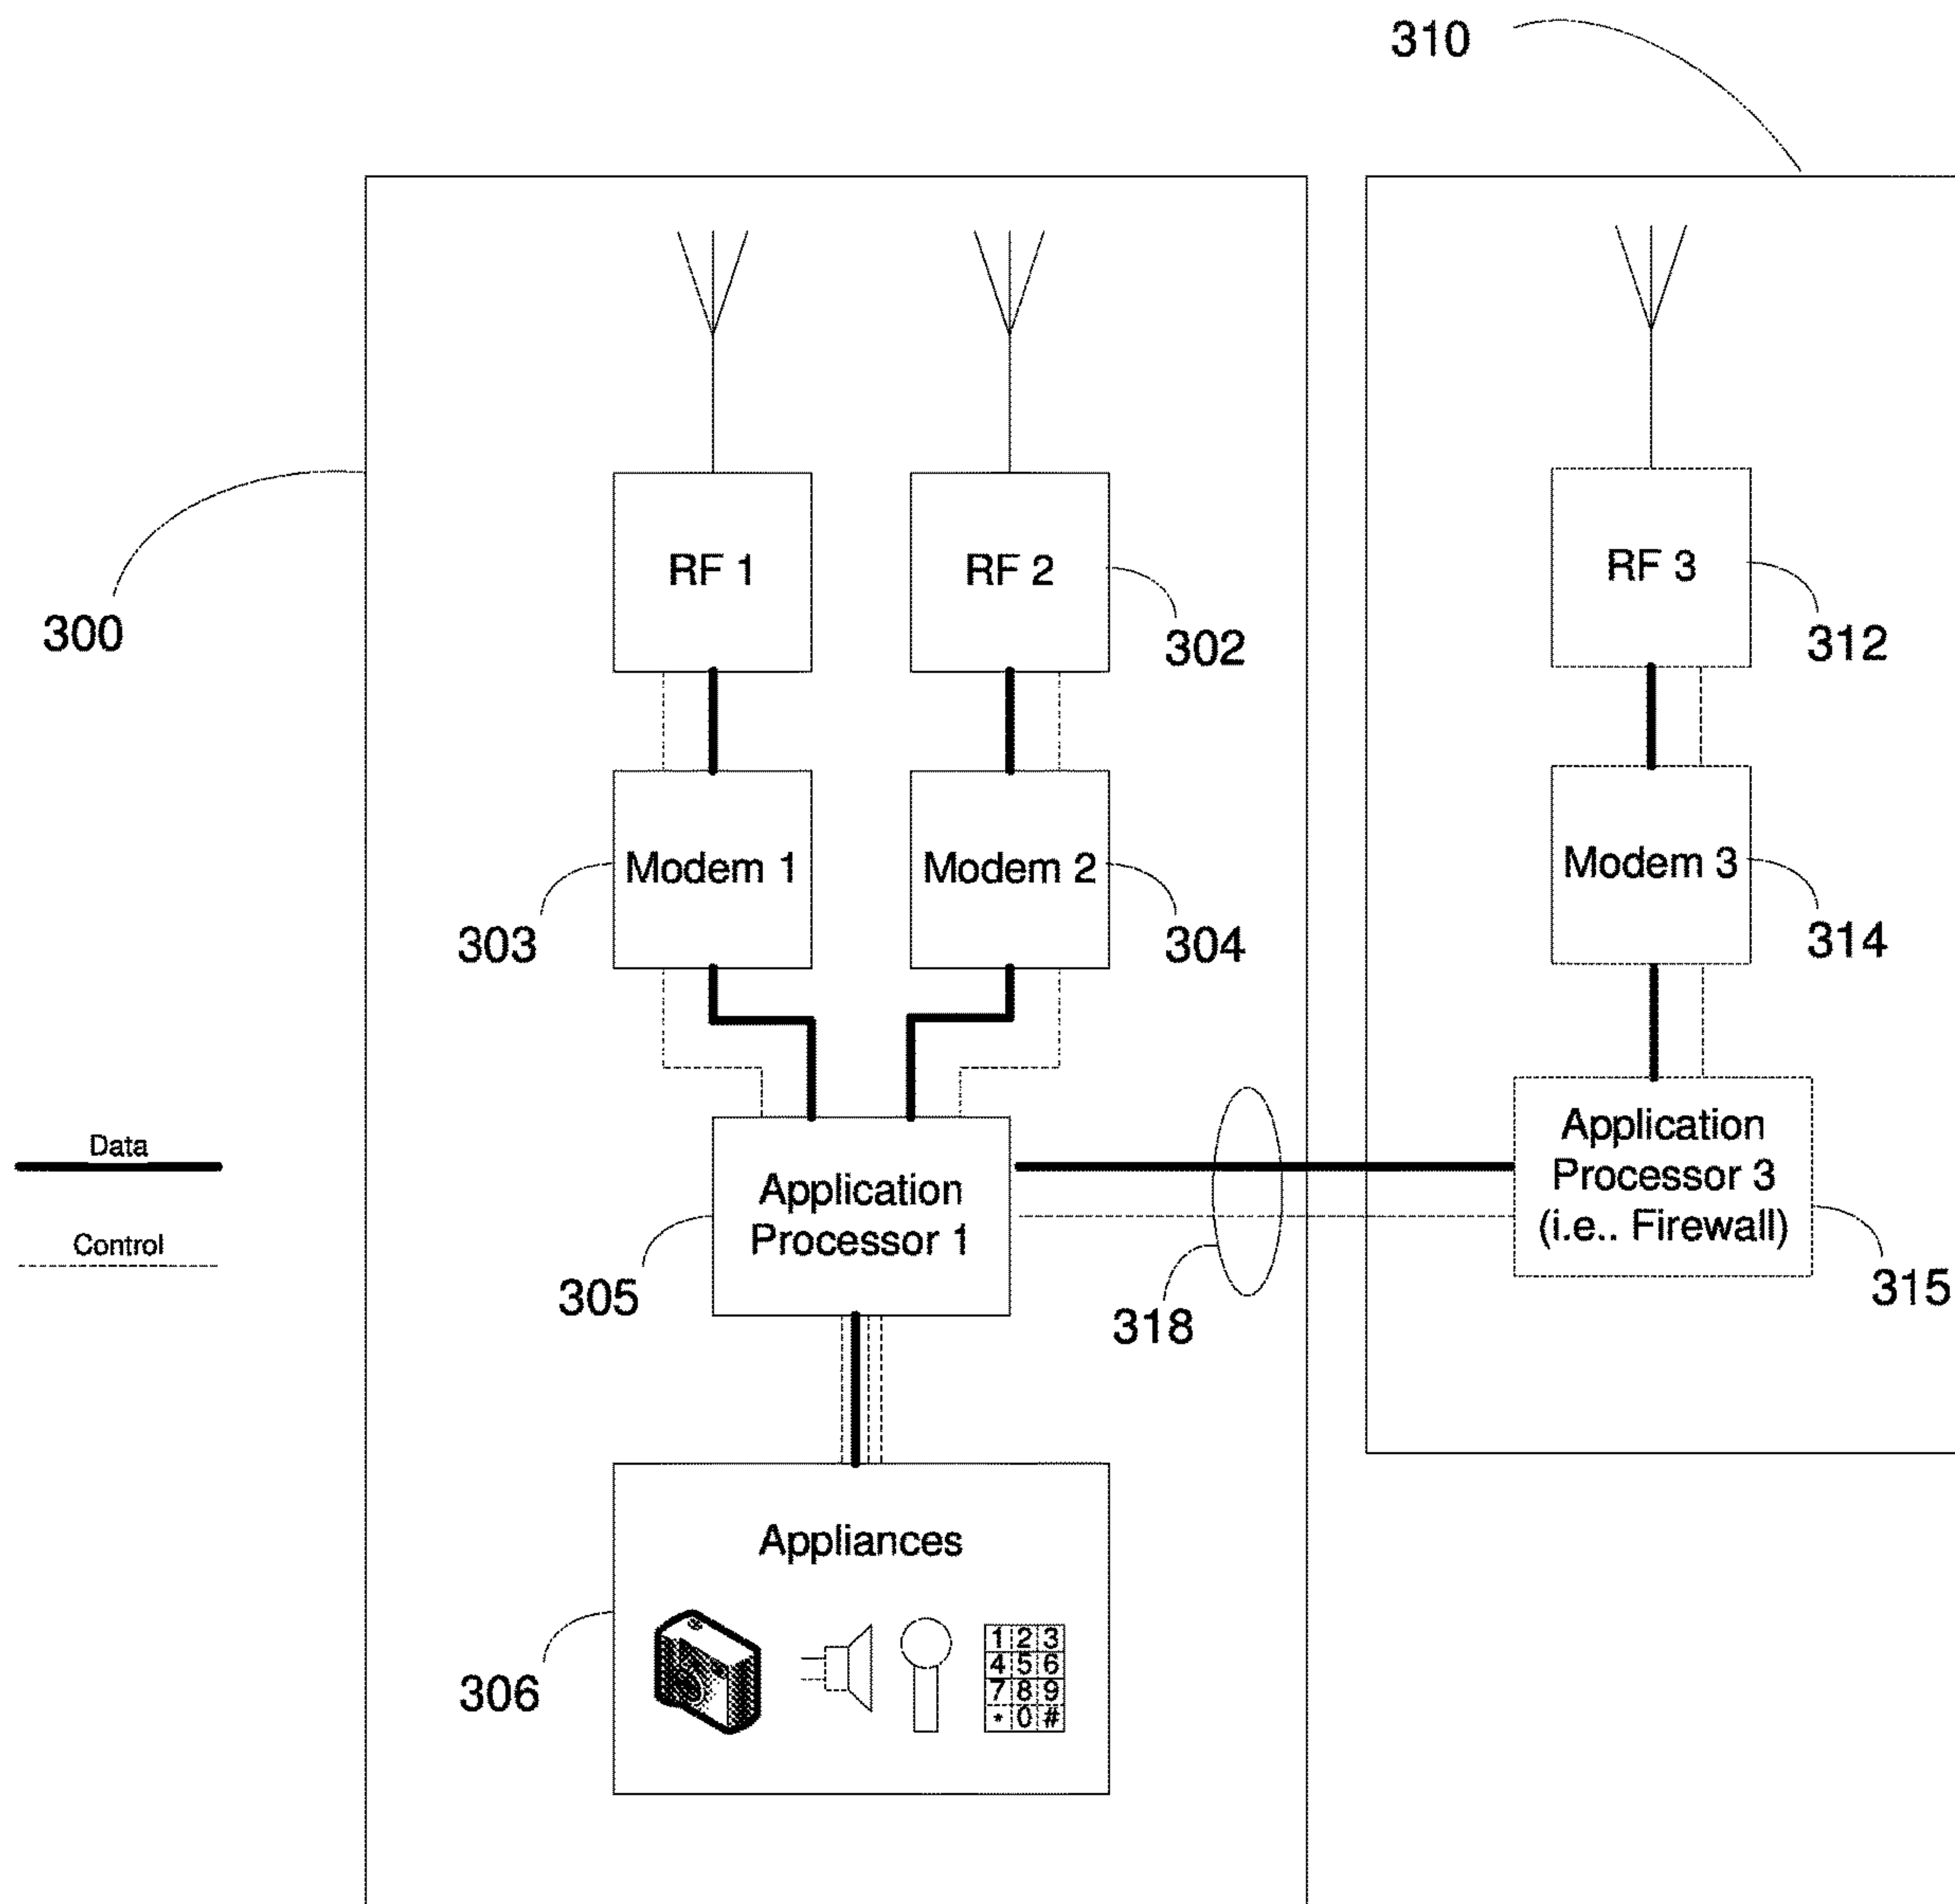 310
RF 1
RF 2
RF 3
300
302
312
Modem 1
Modem 2
Modem 3
303
304
314
Data
Control
Application
Processor 1
Application
Processor 3
(i.e.. Firewall)
305
318
315
Appliances
306
1 2 3
4 5 6
7 8 9
* 0 #